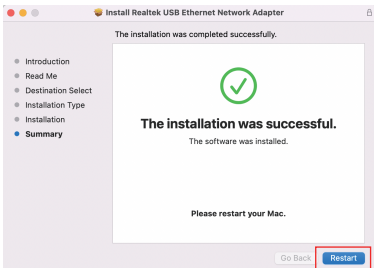 Install Realtek USB Ethernet Network Adapter
The installation was completed successfully.
Introduction
Read Me
Destination Select
Installation Type
Installation
Summary
The installation was successful.
The software was installed.
Please restart your Mac.
Go Back
Restart